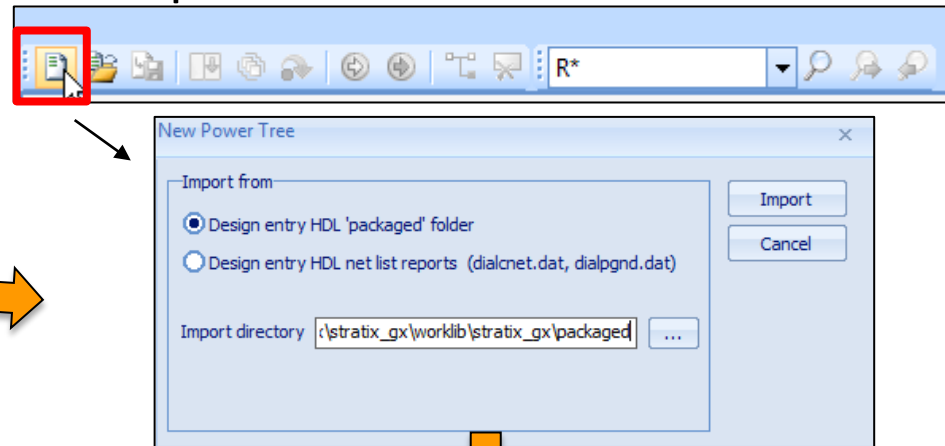 R*
New Power Tree
Import from
Design entry HDL 'packaged' folder
Import
Design entry HDL net list reports (dialcnet.dat, dialpgnd.dat)
Cancel
Import directory :\stratix_gx\worklib\stratix_gx\packaged ...